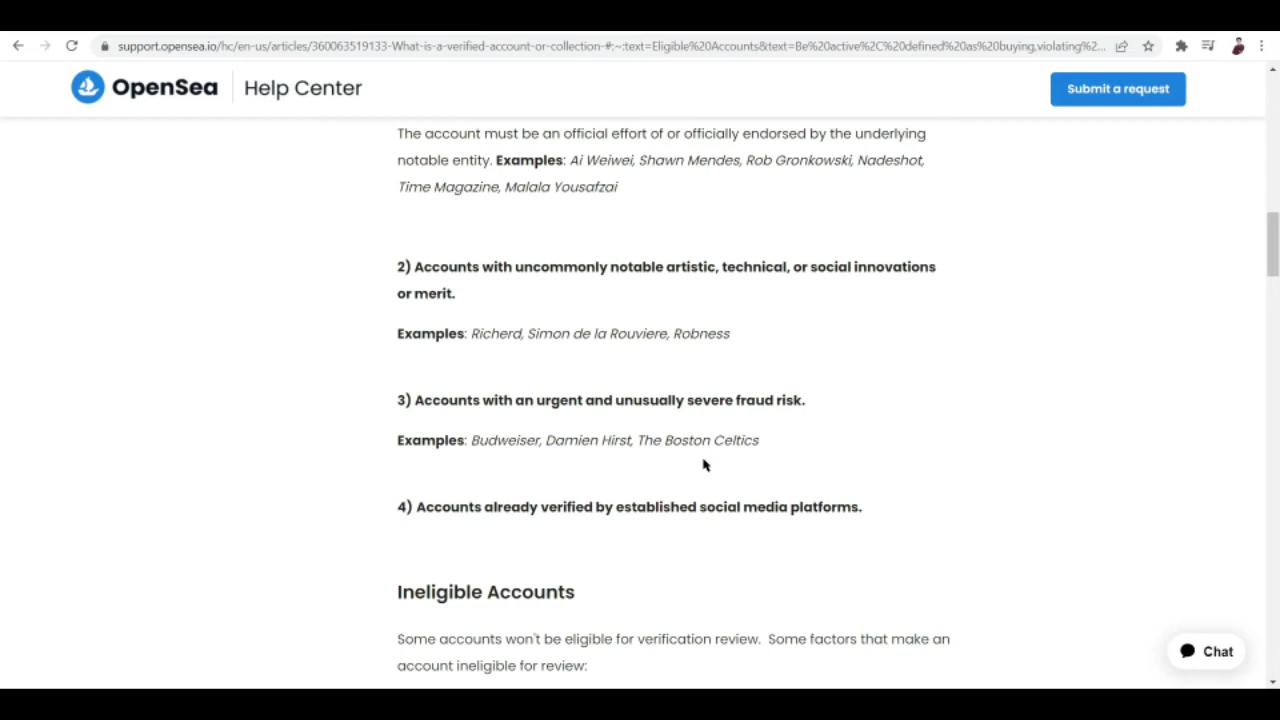 support.opensea.io/hc/en-us/articles/360063519133-What-is-a-verified-account-or-collection-#:~:text=Eligible%20Accounts&text=Be%20active%2C%20defined%20as%20buying,violating%2...
OpenSea Help Center
Submit a request
The account must be an official effort of or officially endorsed by the underlying
notable entity. Examples: Ai Weiwei, Shawn Mendes, Rob Gronkowski, Nadeshot,
Time Magazine, Malala Yousafzai
2) Accounts with uncommonly notable artistic, technical, or social innovations
or merit.
Examples: Richerd, Simon de la Rouviere, Robness
3) Accounts with an urgent and unusually severe fraud risk.
Examples: Budweiser, Damien Hirst, The Boston Celtics
4) Accounts already verified by established social media platforms.
Ineligible Accounts
Some accounts won't be eligible for verification review. Some factors that make an
account ineligible for review:
Chat